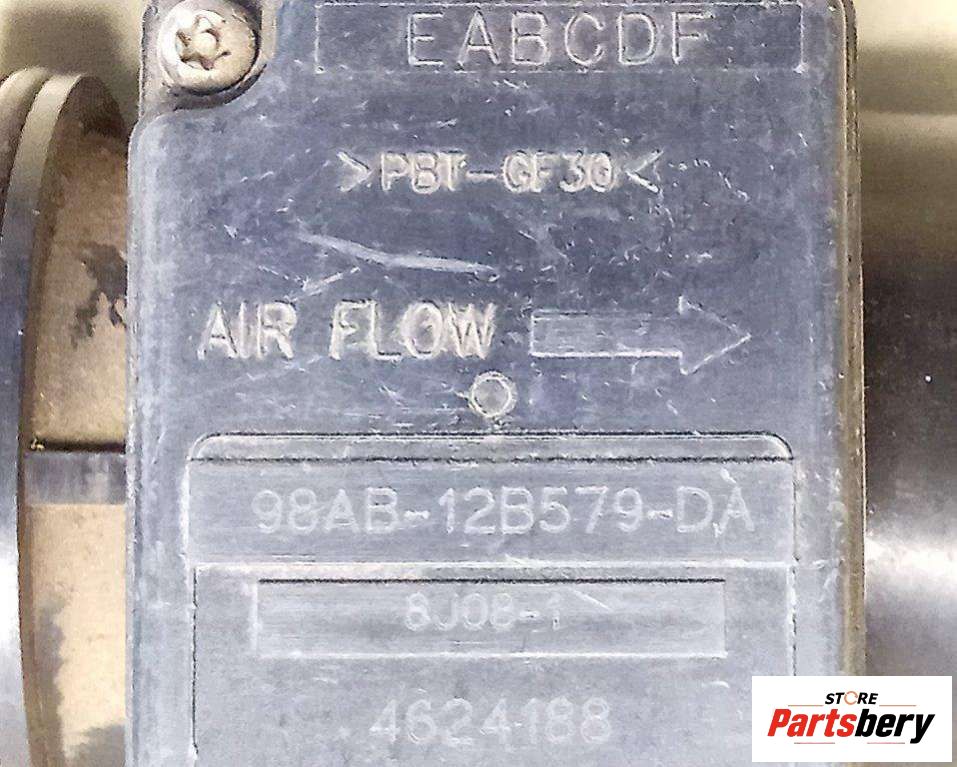 EABCDF
>PBT-GF30<
AIR FLOW
98AB-12B579-DA
8J08-1
4624188
STORE
Partsbery